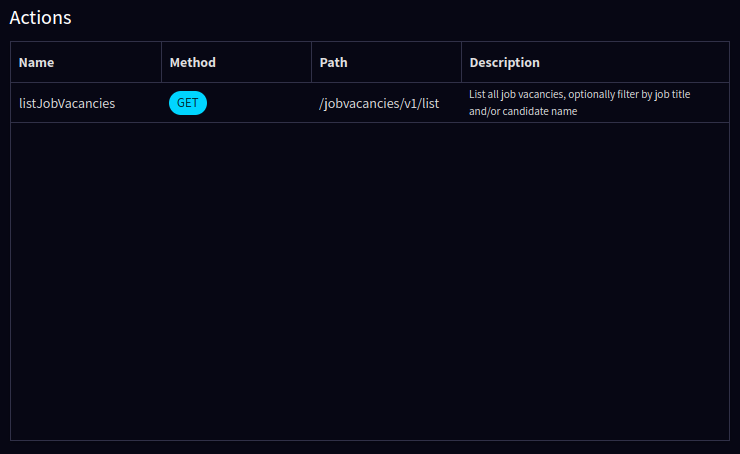 Actions
Name Method Path Description
listJobVacancies GET /jobvacancies/v1/list List all job vacancies, optionally filter by job title
and/or candidate name